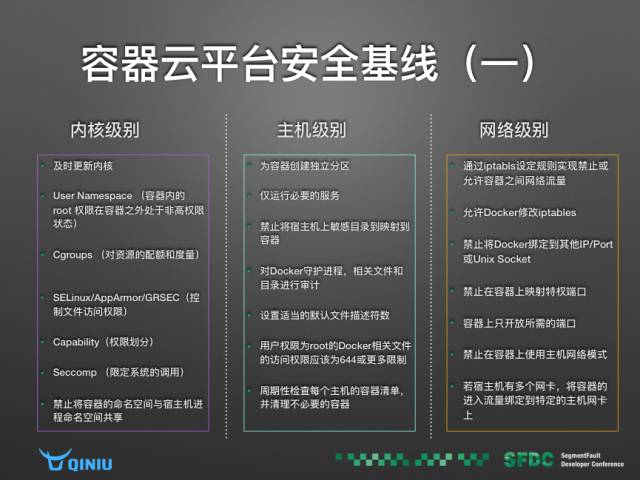 容器云平台安全基线（一）
内核级别
及时更新内核
User Namespace （容器内的
root 权限在容器之外处于非高权限
状态）
Cgroups （对资源的配额和度量）
SELinux/AppArmor/GRSEC（控
制文件访问权限）
Capability（权限划分）
Seccomp （限定系统的调用）
禁止将容器的命名空间与宿主机进
程命名空间共享
主机级别
为容器创建独立分区
仅运行必要的服务
禁止将宿主机上敏感目录到映射到
容器
对Docker守护进程，相关文件和
目录进行审计
设置适当的默认文件描述符数
用户权限为root的Docker相关文件
的访问权限应该为644或更多限制
周期性检查每个主机的容器清单，
并清理不必要的容器
网络级别
通过iptabls设定规则实现禁止或
允许容器之间网络流量
允许Docker修改iptables
禁止将Docker绑定到其他IP/Port
或Unix Socket
禁止在容器上映射特权端口
容器上只开放所需的端口
禁止在容器上使用主机网络模式
若宿主机有多个网卡，将容器的
进入流量绑定到特定的主机网卡
上
QINIU
SFDC
SegmentFault
Developer Conference